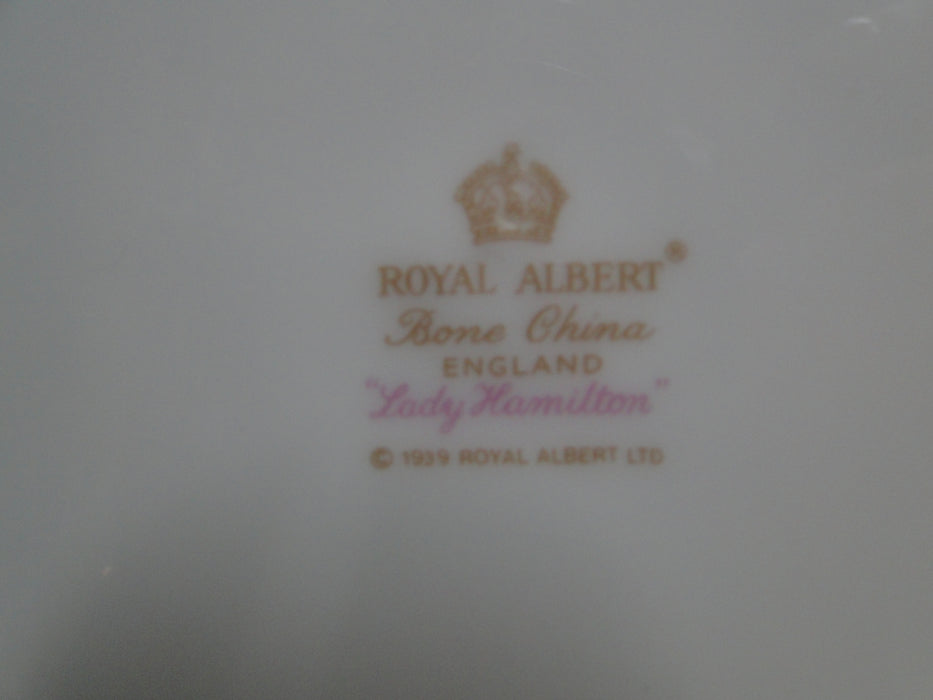 ROYAL ALBERT®
Bone China
ENGLAND
"Lady Hamilton"
© 1939 ROYAL ALBERT LTD